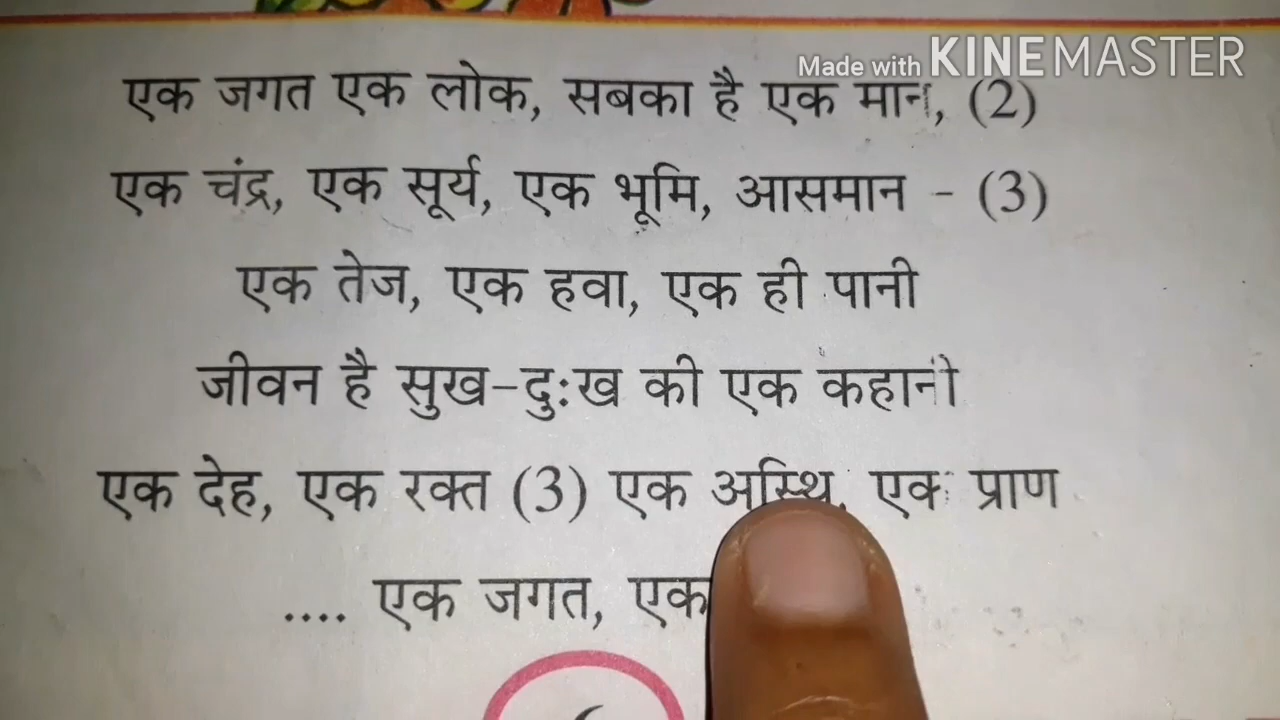 Made with KINEMASTER
एक जगत एक लोक, सबका है एक मान, (2)
एक चंद्र, एक सूर्य, एक भूमि, आसमान - (3)
एक तेज, एक हवा, एक ही पानी
जीवन है सुख-दुःख की एक कहानी
एक देह, एक रक्त (3) एक अस्थि, एक प्राण
.... एक जगत, एक